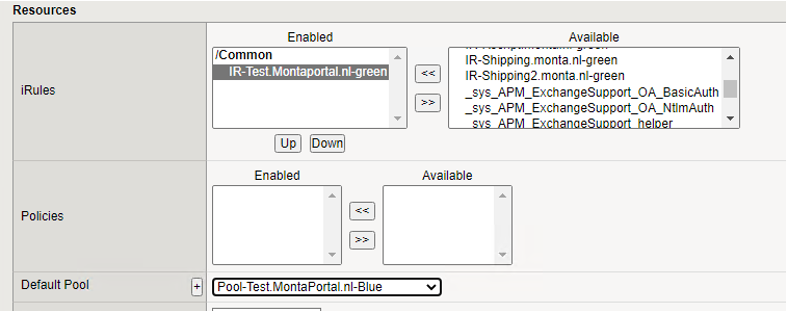 Resources
iRules
Enabled
/Common
IR-Test.Montaportal.nl-green
<<
>>
Available
IR-Shipping.monta.nl-green
IR-Shipping2.monta.nl-green
_sys_APM_ExchangeSupport_OA_BasicAuth
_sys_APM_ExchangeSupport_OA_NtlmAuth
_sys_APM_ExchangeSupport_helper
Up
Down
Policies
Enabled
<<
>>
Available
Default Pool
+
Pool-Test.MontaPortal.nl-Blue